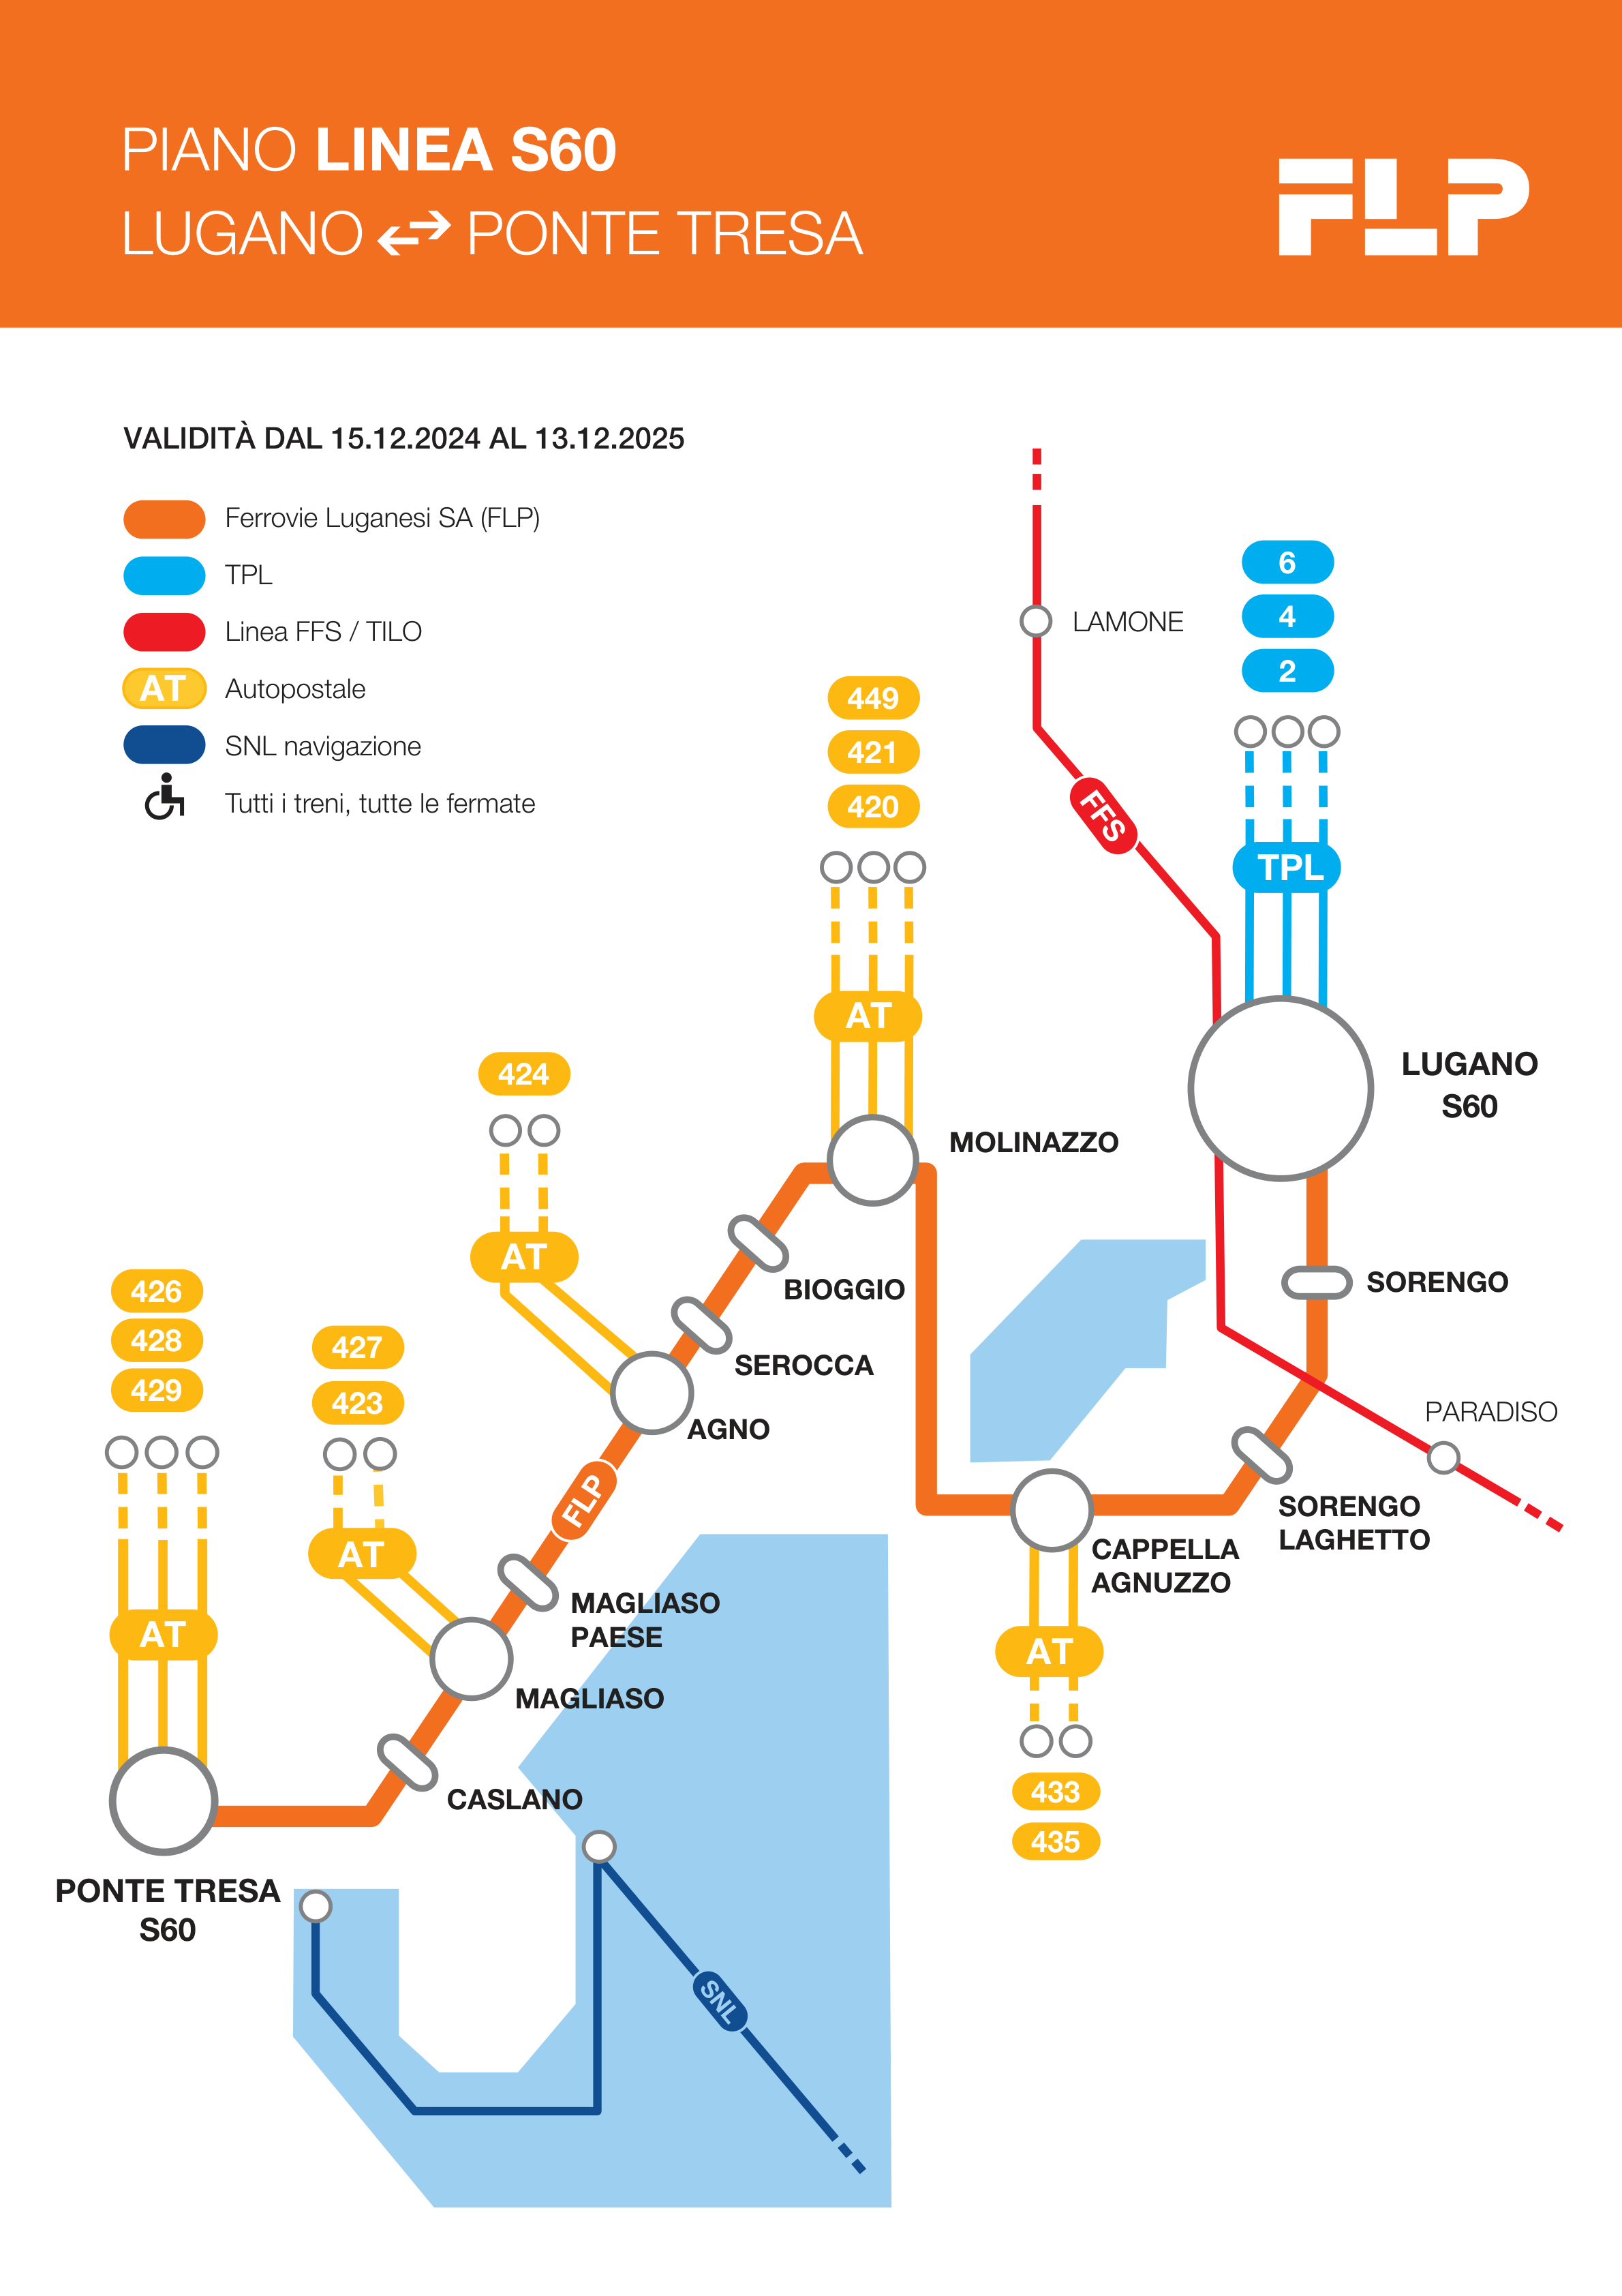 PIANO LINEA S60
LUGANO PONTE TRESA
FLP
VALIDITÀ DAL 15.12.2024 AL 13.12.2025
Ferrovie Luganesi SA (FLP)
TPL
Linea FFS / TILO
AT Autopostale
SNL navigazione
Tutti i treni, tutte le fermate
LAMONE
6
4
2
449
421
420
FFS
TPL
AT
424
LUGANO
S60
MOLINAZZO
AT
BIOGGIO
SORENGO
426
428
429
427
423
SEROCCA
AGNO
PARADISO
FLP
SORENGO
LAGHETTO
AT
CAPPELLA
AGNUZZO
MAGLIASO
PAESE
AT
AT
MAGLIASO
433
435
CASLANO
PONTE TRESA
S60
SNL